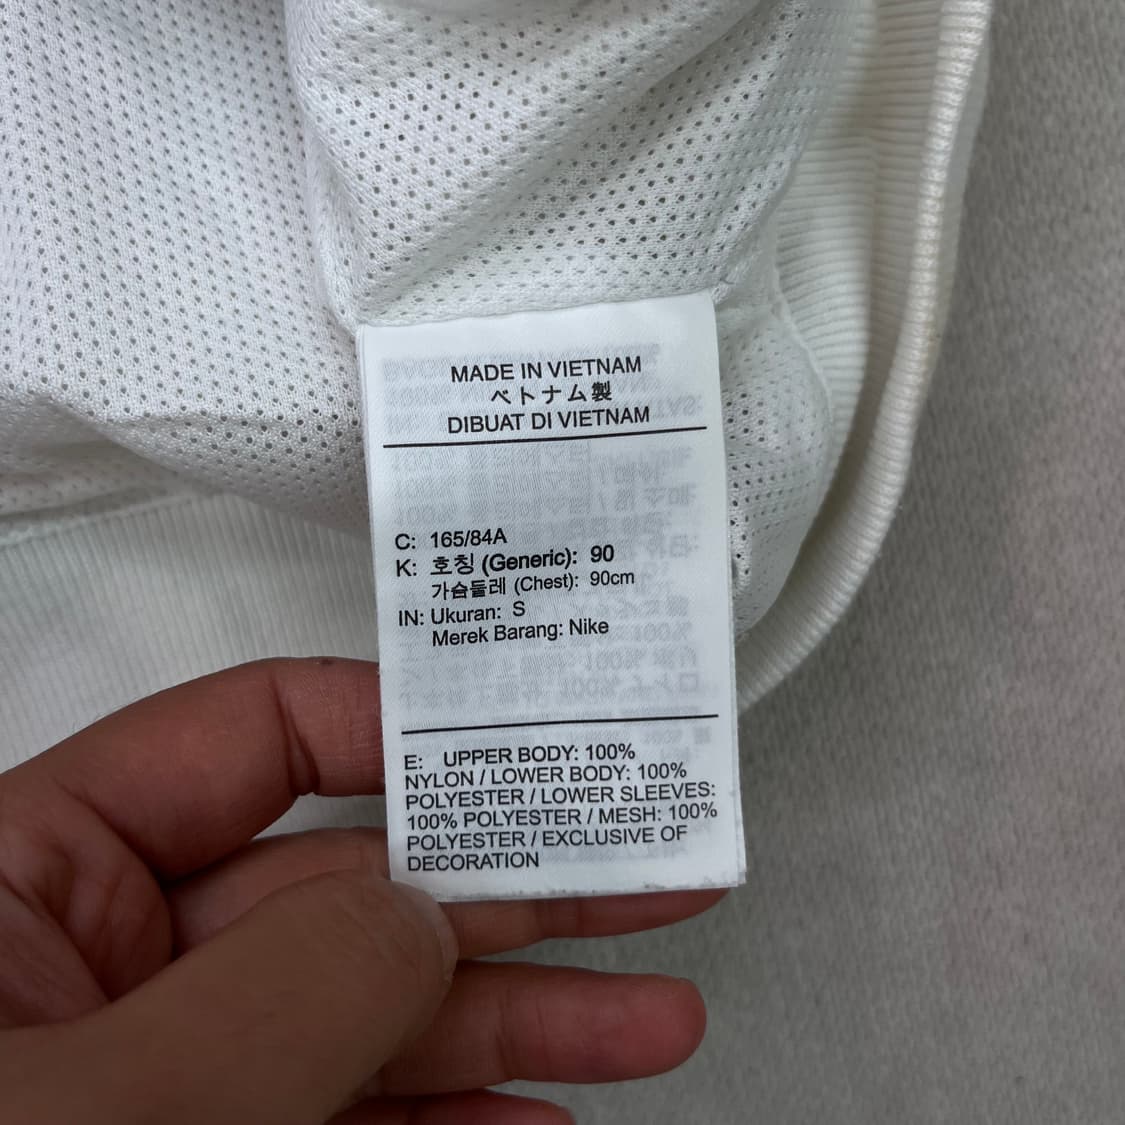 MADE IN VIETNAM
ベトナム製
DIBUAT DI VIETNAM
C: 165/84A
K: 호칭 (Generic): 90
가슴둘레 (Chest): 90cm
IN: Ukuran: S
Merek Barang: Nike
E: UPPER BODY: 100%
NYLON / LOWER BODY: 100%
POLYESTER / LOWER SLEEVES:
100% POLYESTER / MESH: 100%
POLYESTER / EXCLUSIVE OF
DECORATION